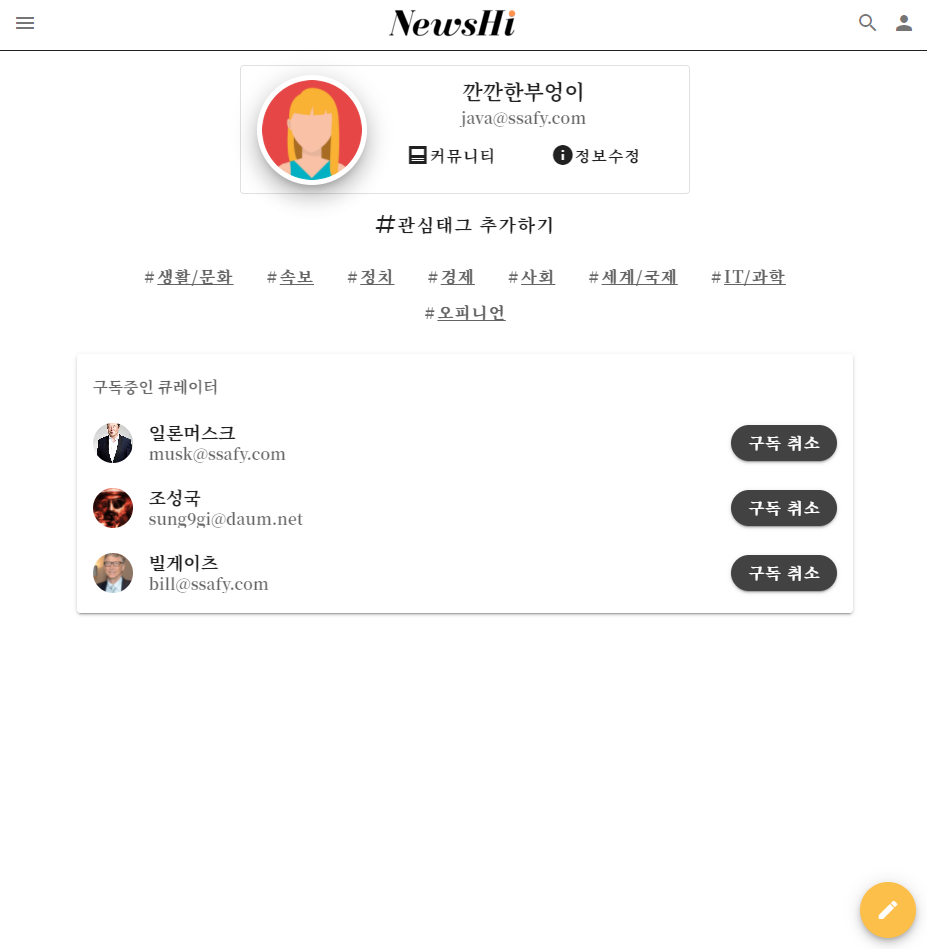 NewsHi
깐깐한부엉이
java@ssafy.com
커뮤니티 정보수정
#관심태그 추가하기
#생활/문화 #속보 #정치 #경제 #사회 #세계/국제 #IT/과학
#오피니언
구독중인 큐레이터
일론머스크
musk@ssafy.com
구독 취소
조성국
sung9gi@daum.net
구독 취소
빌게이츠
bill@ssafy.com
구독 취소